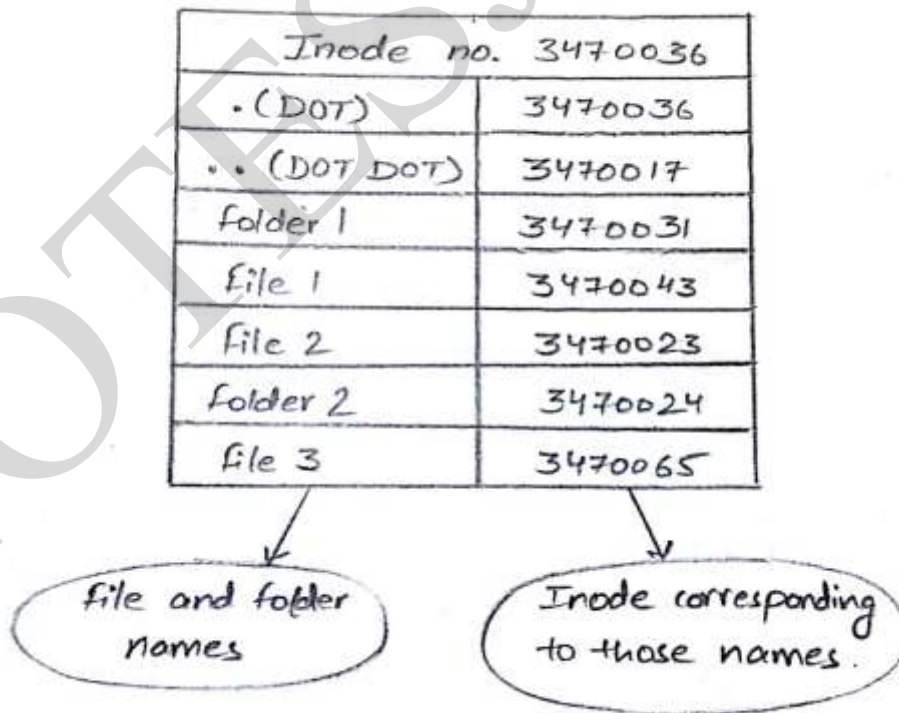 Inode no. 3470036
. (DOT) 3470036
.. (DOT DOT) 3470017
folder 1 3470031
file 1 3470043
file 2 3470023
folder 2 3470024
file 3 3470065
file and folder
names
Inode corresponding
to those names.
OTES.